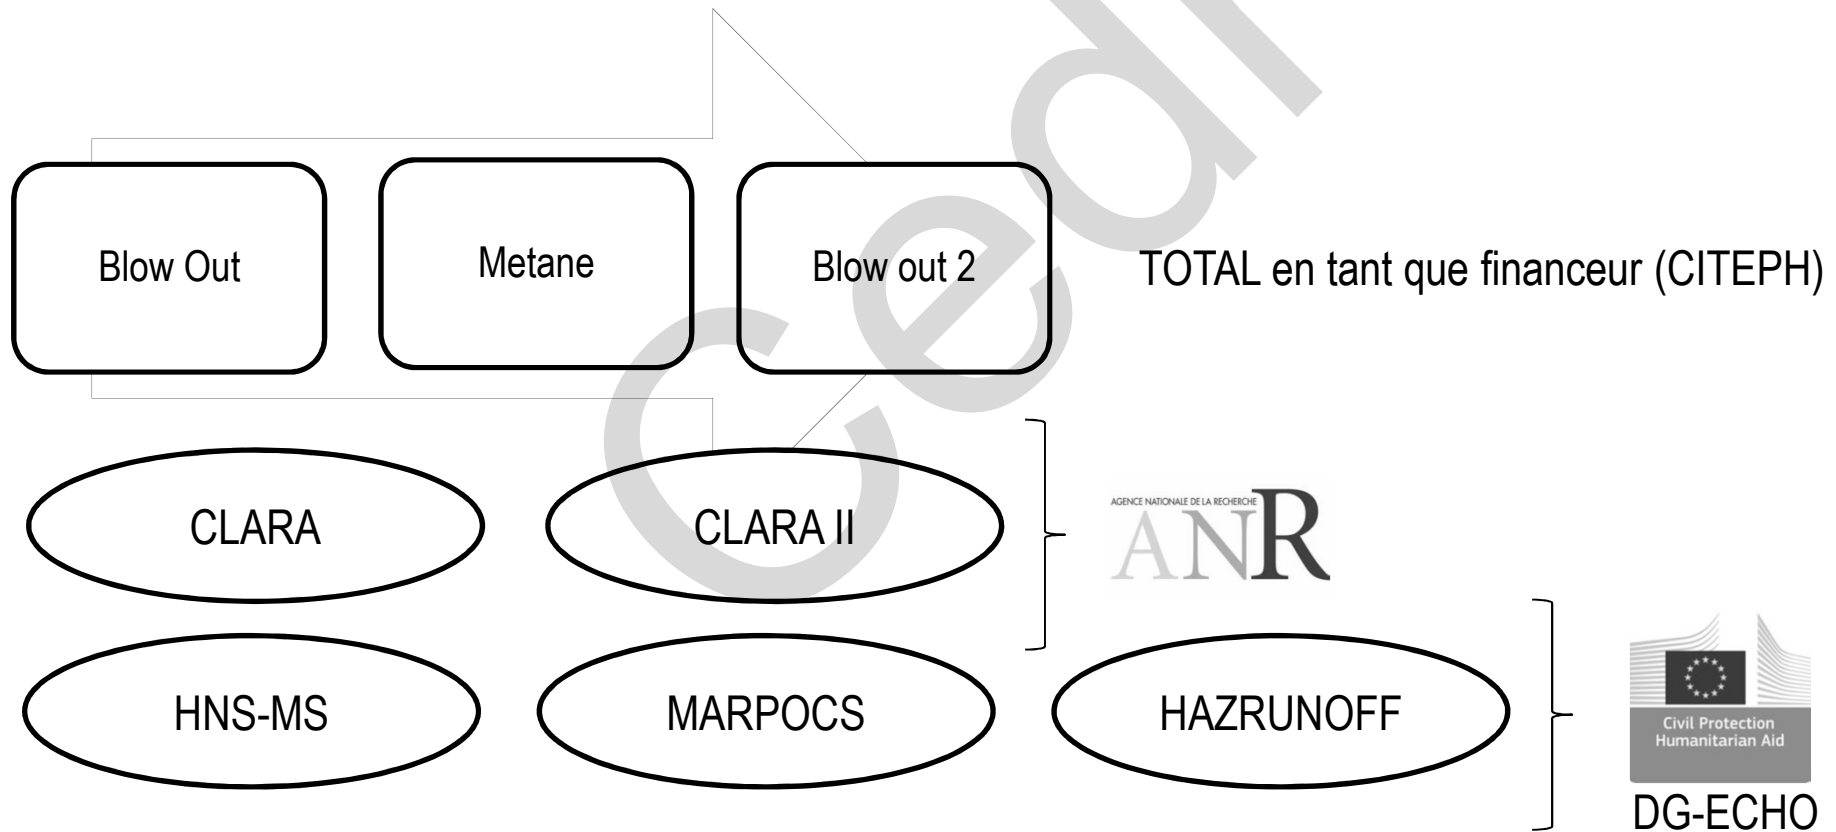 Blow Out
Metane
Blow out 2
TOTAL en tant que financeur (CITEPH)
CLARA
CLARA II
AGENCE NATIONALE DE LA RECHERCHE
ANR
HNS-MS
MARPOCS
HAZRUNOFF
Civil Protection
Humanitarian Aid
DG-ECHO